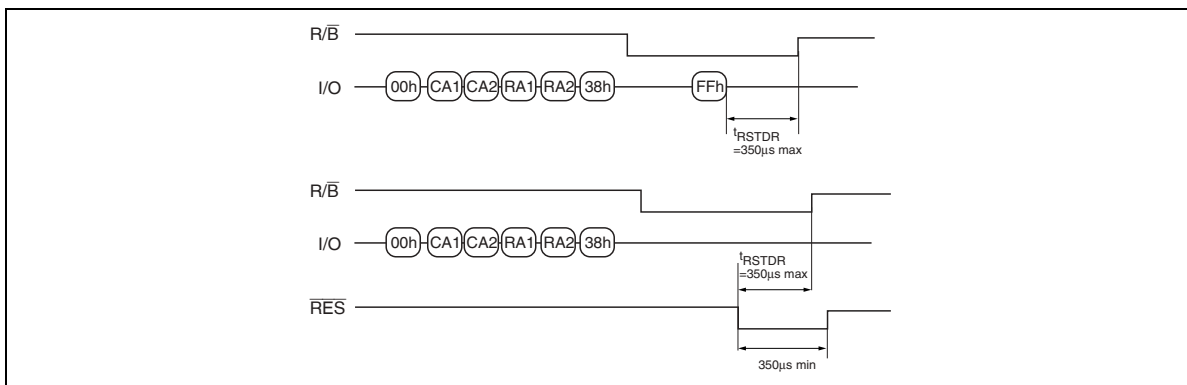 R/B
I/O 00h CA1 CA2 RA1 RA2 38h FFh
tRSTDR
=350μs max
R/B
I/O 00h CA1 CA2 RA1 RA2 38h
tRSTDR
=350μs max
RES
350μs min